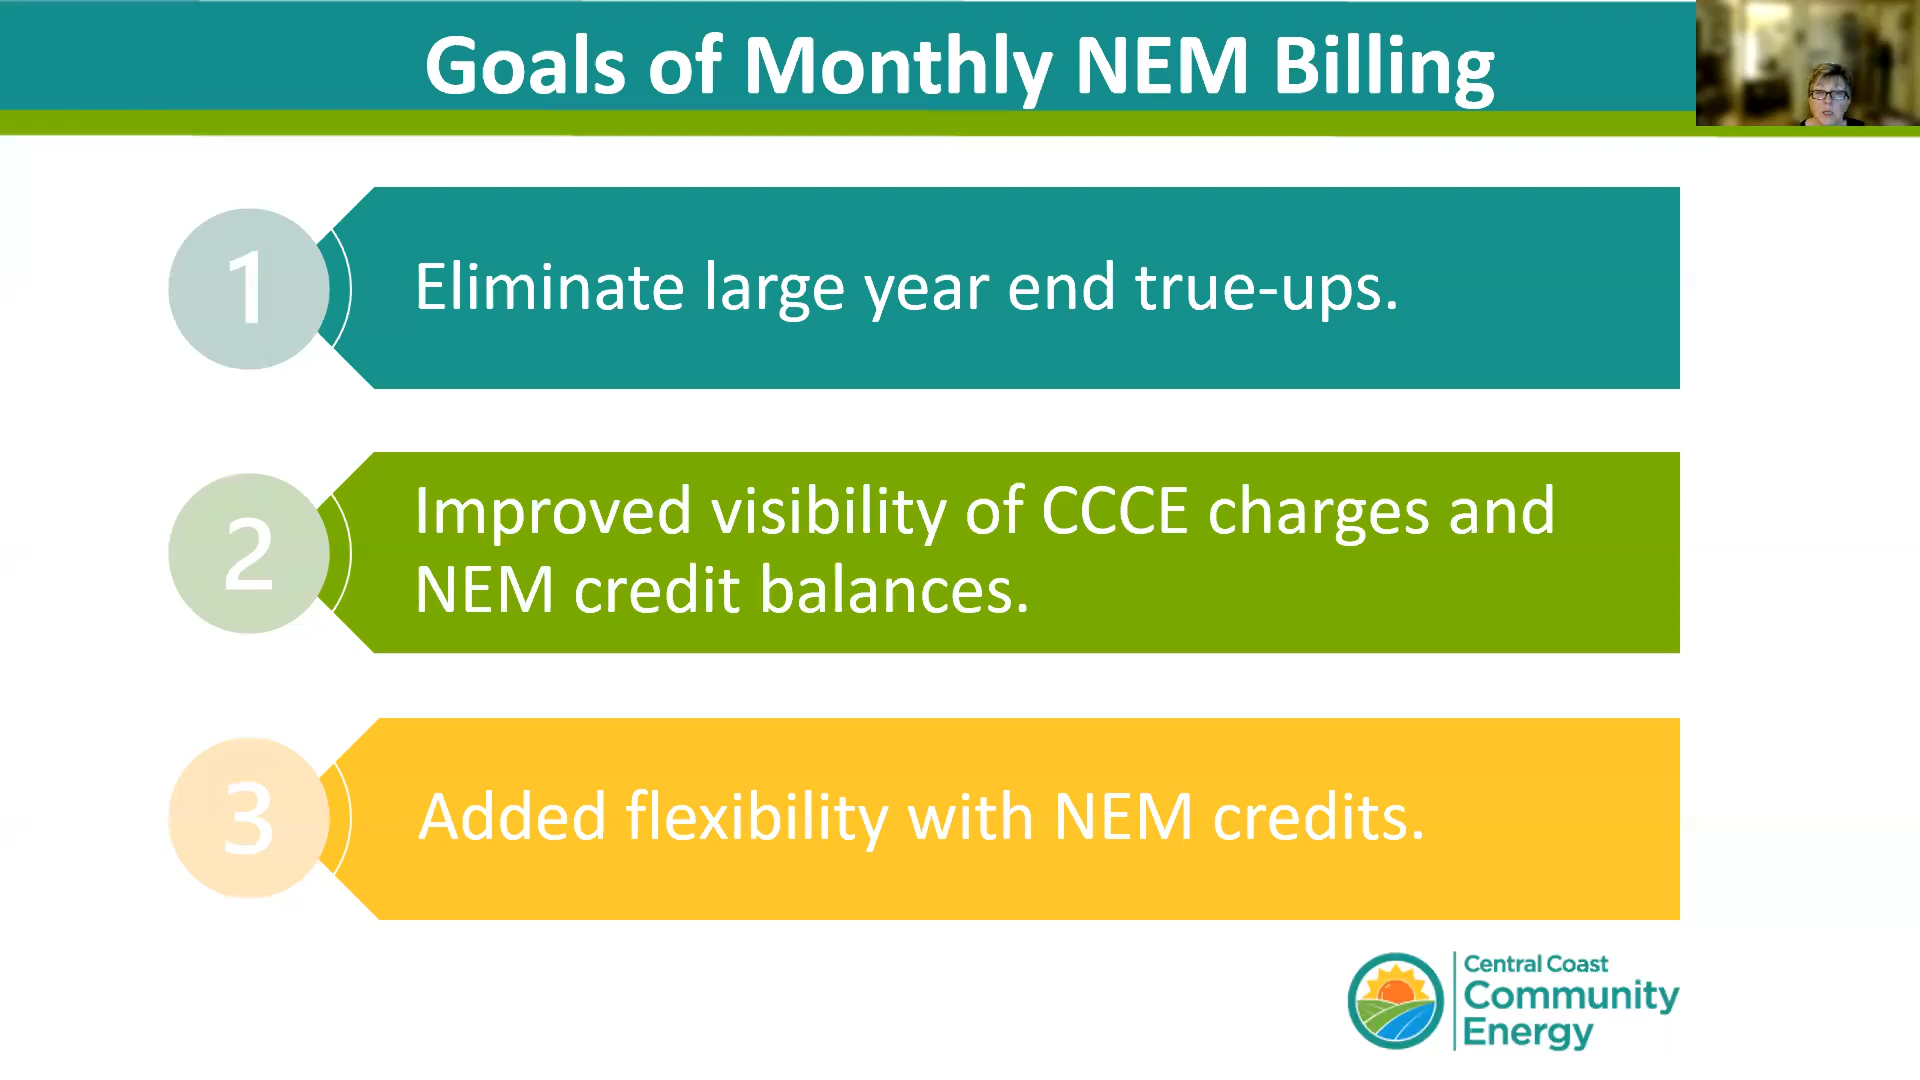 Goals of Monthly NEM Billing
1
Eliminate large year end true-ups.
2
Improved visibility of CCCE charges and
NEM credit balances.
3
Added flexibility with NEM credits.
Central Coast
Community
Energy